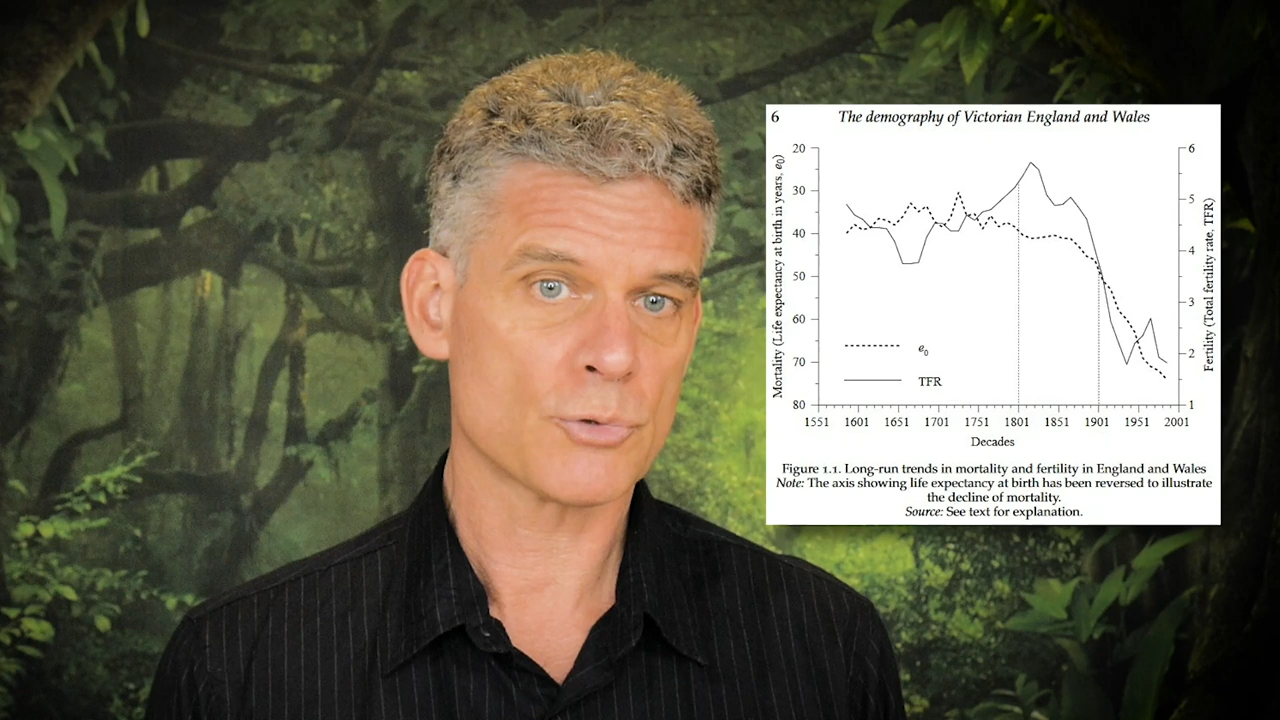 6 The demography of Victorian England and Wales
Mortality (Life expectancy at birth in years, e0)
20
30
40
50
60
70
80
e0
TFR
6
5
4
3
2
1
Fertility (Total fertility rate, TFR)
1551 1601 1651 1701 1751 1801 1851 1901 1951 2001
Decades
Figure 1.1. Long-run trends in mortality and fertility in England and Wales
Note: The axis showing life expectancy at birth has been reversed to illustrate
the decline of mortality.
Source: See text for explanation.